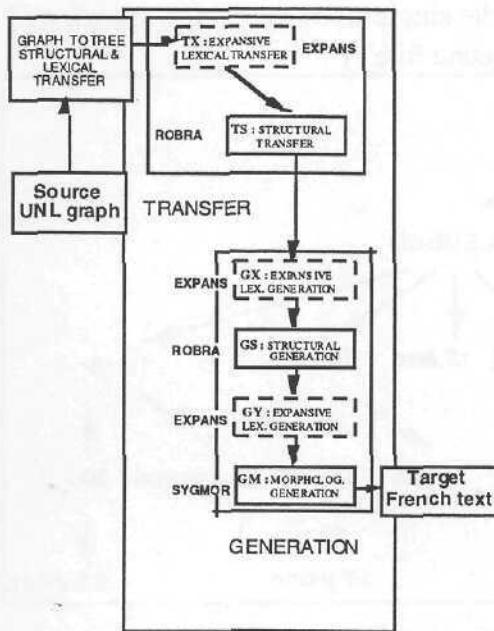 GRAPH TO TREE
STRUCTURAL &
LEXICAL
TRANSFER
TX : EXPANSIVE
LEXICAL TRANSFER
EXPANS
ROBRA
TS : STRUCTURAL
TRANSFER
Source
UNL graph
TRANSFER
EXPANS
GX : EXPANSIVE
LEX. GENERATION
ROBRA
GS : STRUCTURAL
GENERATION
EXPANS
GY : EXPANSIVE
LEX. GENERATION
SYGMOR
GM : MORPHOLOG.
GENERATION
Target
French text
GENERATION